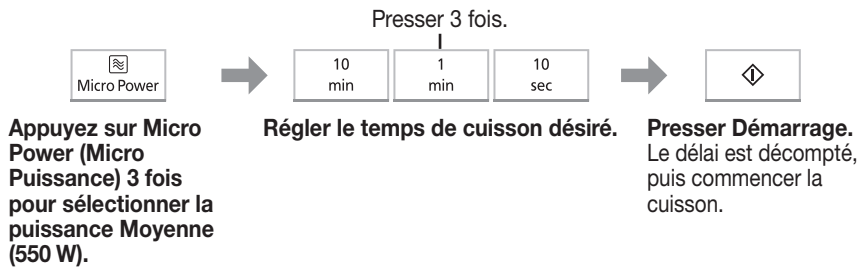 Presser 3 fois.
Micro Power
10
min
1
min
10
sec
Appuyez sur Micro
Power (Micro
Puissance) 3 fois
pour sélectionner la
puissance Moyenne
(550 W).
Régler le temps de cuisson désiré.
Presser Démarrage.
Le délai est décompté,
puis commencer la
cuisson.